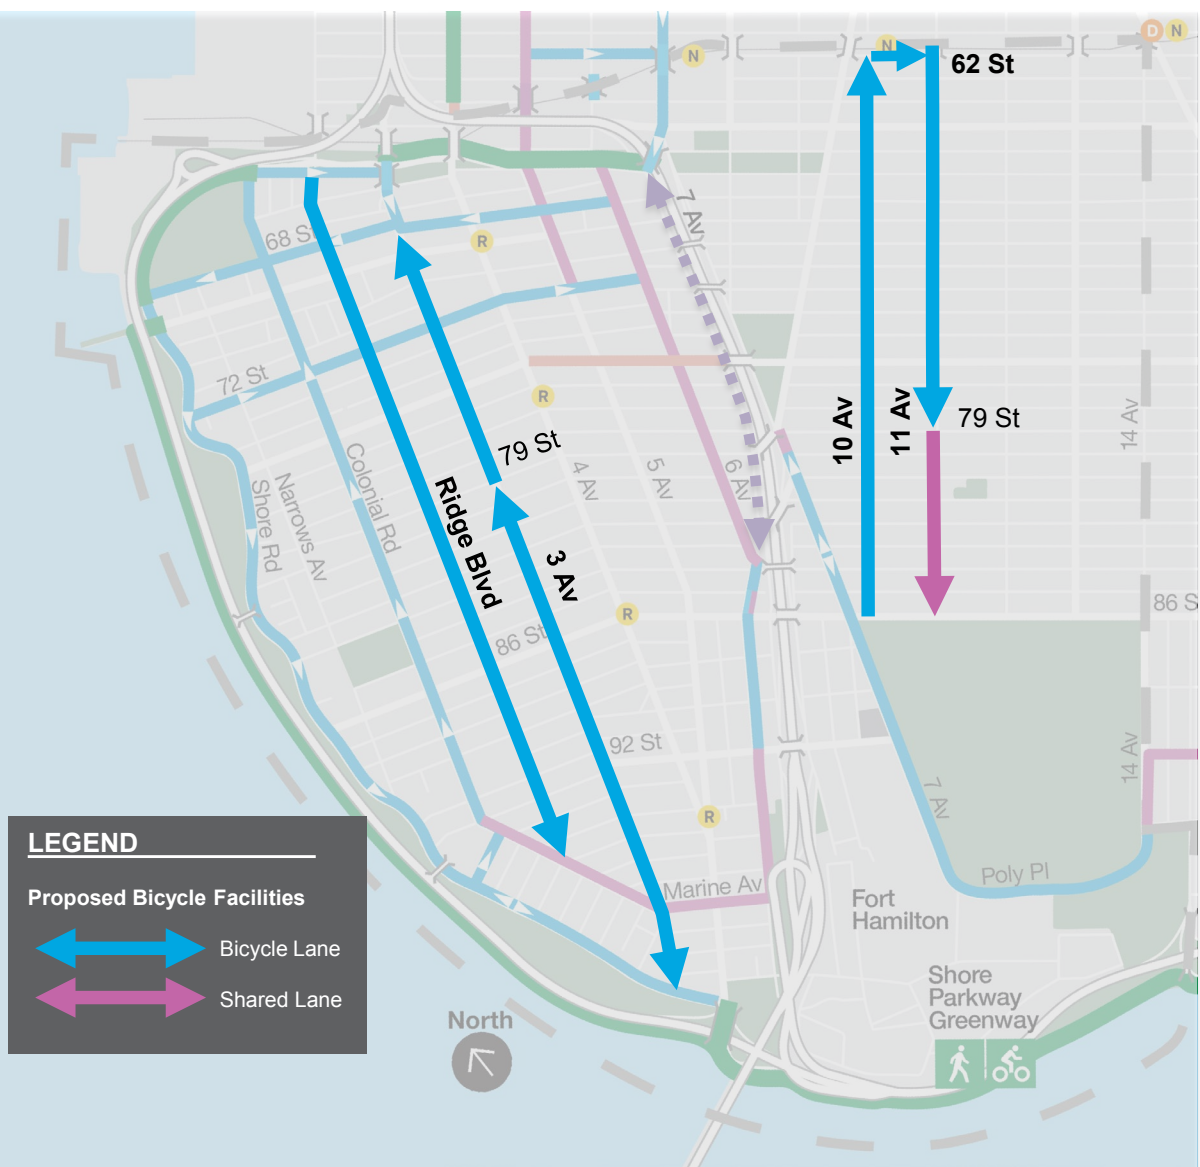 D
N
N
N
62 St
7 Av
68 St
R
72 St
R
10 Av
11 Av
79 St
14 Av
79 St
Colonial Rd
Ridge Blvd
4 Av
5 Av
6 Av
Narrows Av
Shore Rd
3 Av
86 St
R
86 S
92 St
14 Av
7 Av
R
Marine Av
Poly Pl
Fort
Hamilton
Shore
Parkway
Greenway
North
LEGEND
Proposed Bicycle Facilities
Bicycle Lane
Shared Lane